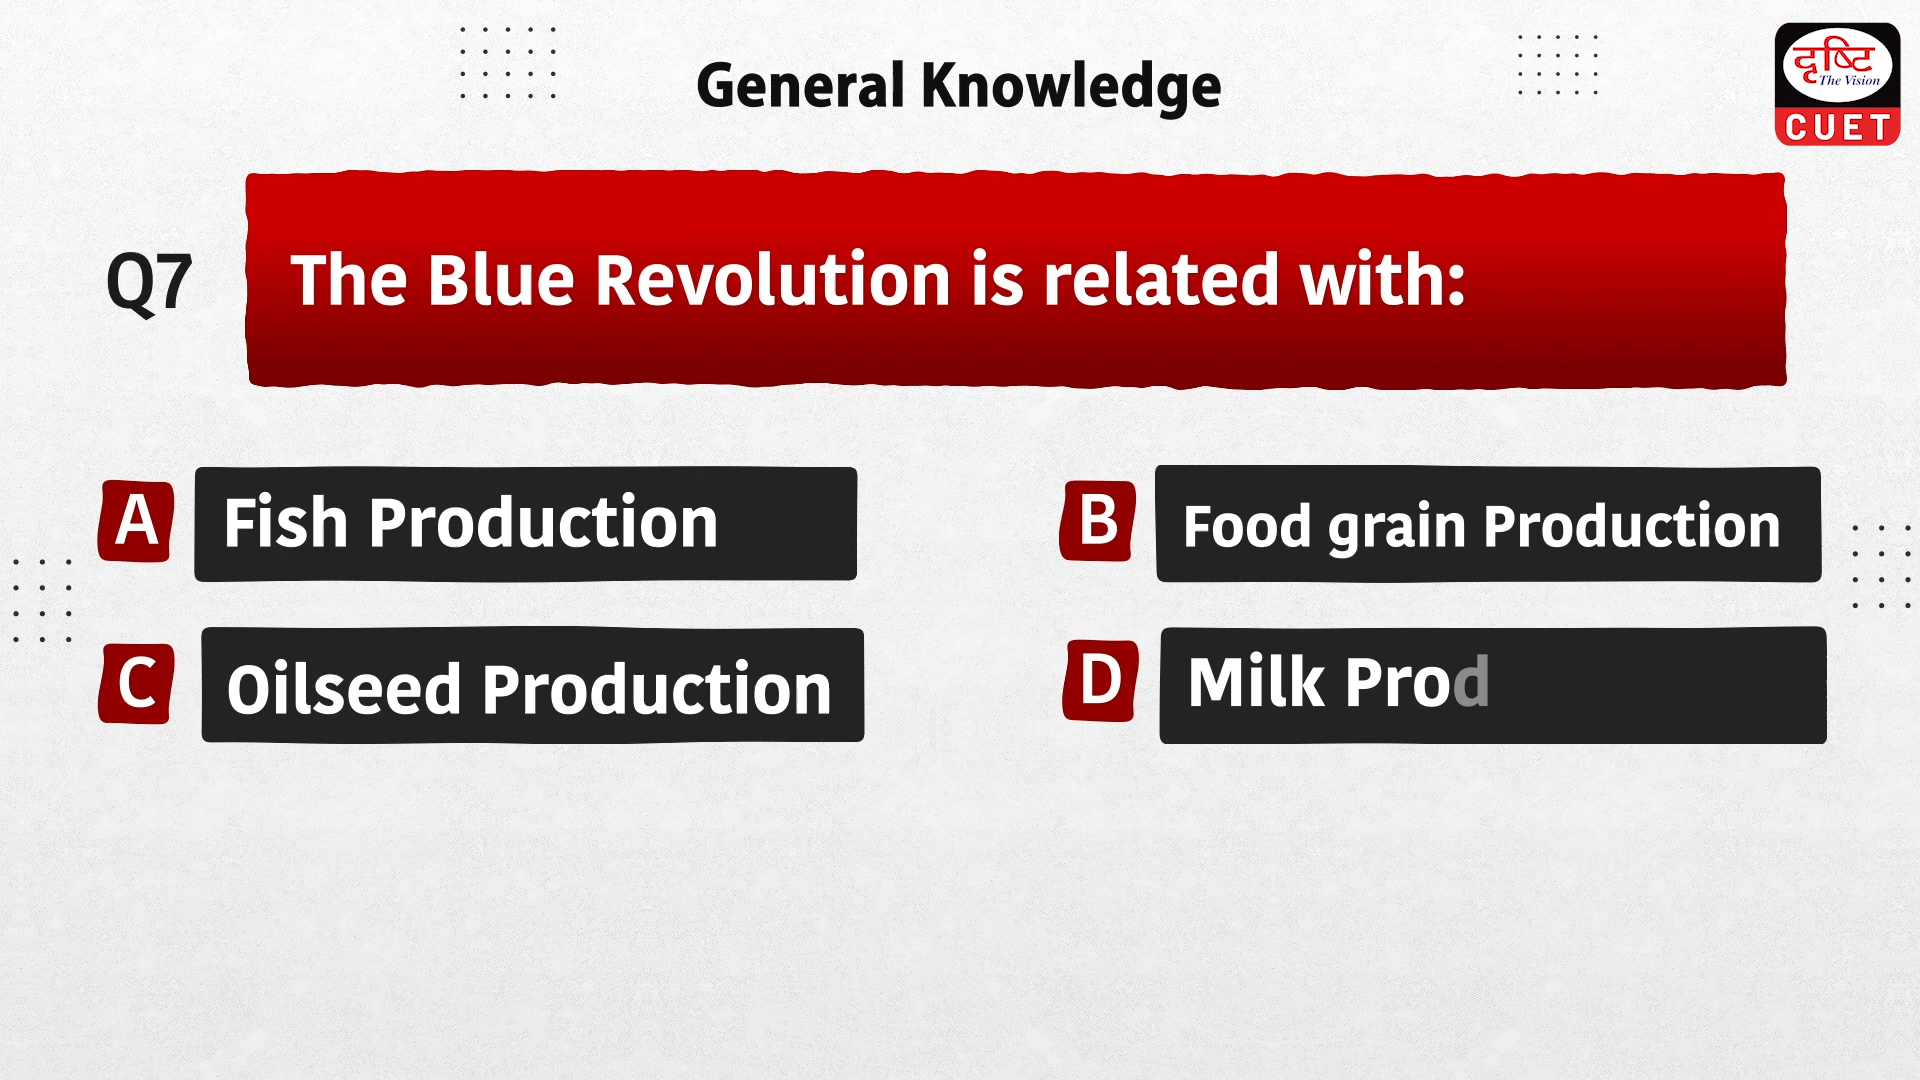 General Knowledge
दृष्टि
The Vision
CUET
Q7
The Blue Revolution is related with:
A
Fish Production
B
Food grain Production
C
Oilseed Production
D
Milk Prod